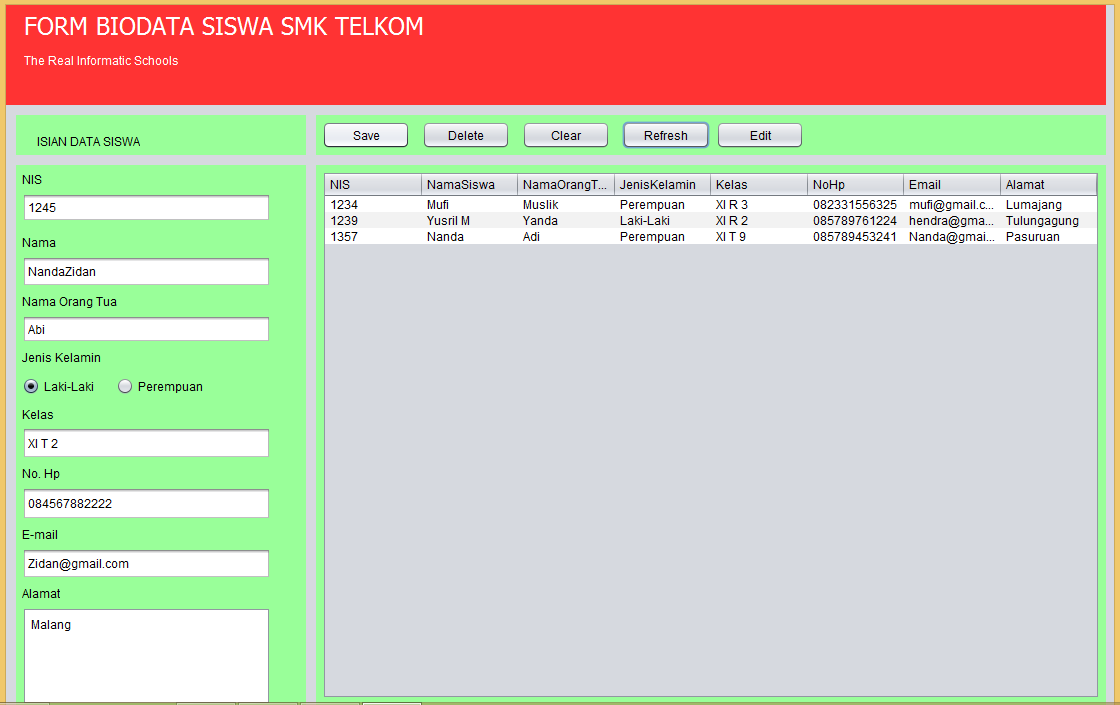 FORM BIODATA SISWA SMK TELKOM
The Real Informatic Schools
ISIAN DATA SISWA
Save Delete Clear Refresh Edit
NIS
1245
Nama
NandaZidan
Nama Orang Tua
Abi
Jenis Kelamin
Laki-Laki Perempuan
Kelas
XI T 2
No. Hp
084567882222
E-mail
Zidan@gmail.com
Alamat
Malang
NIS NamaSiswa NamaOrangT... JenisKelamin Kelas NoHp Email Alamat
1234 Mufi Muslik Perempuan XI R 3 082331556325 mufi@gmail.c... Lumajang
1239 Yusril M Yanda Laki-Laki XI R 2 085789761224 hendra@gma... Tulungagung
1357 Nanda Adi Perempuan XI T 9 085789453241 Nanda@gmai... Pasuruan